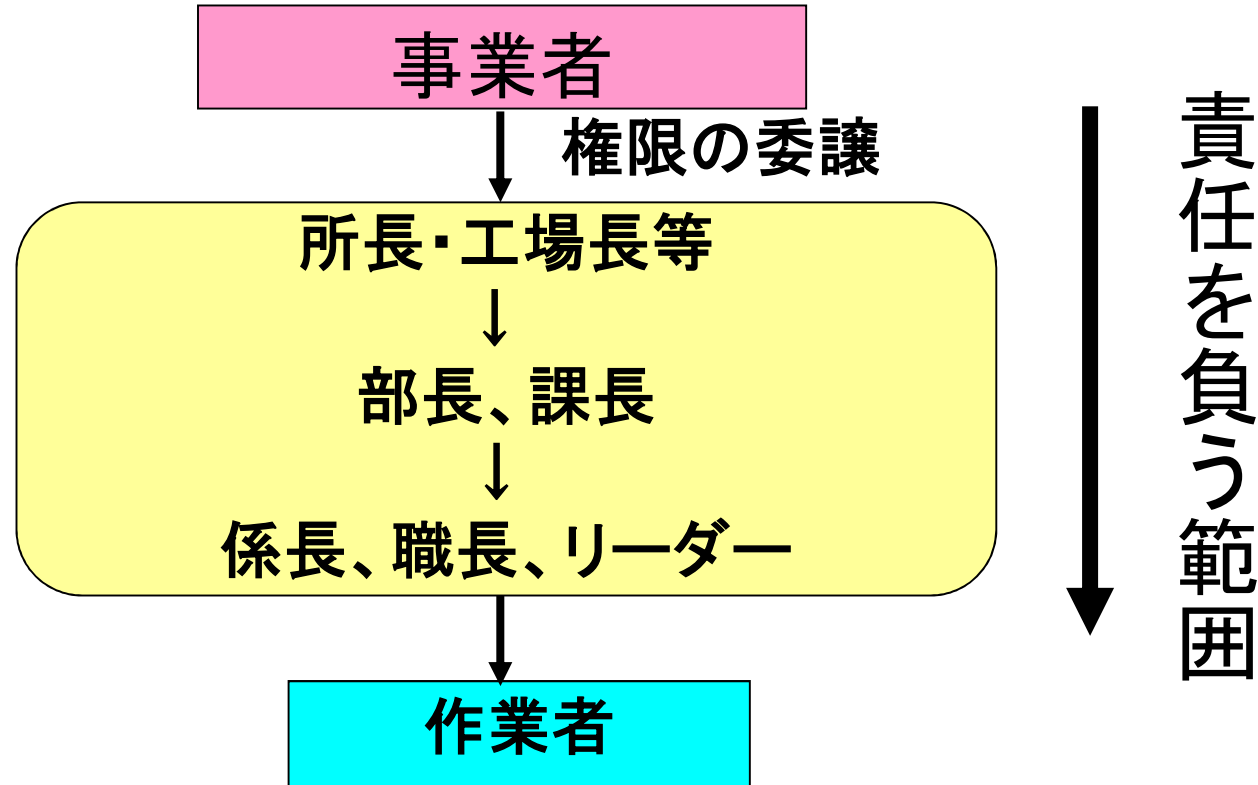 事業者
権限の委譲
所長・工場長等
↓
部長、課長
↓
係長、職長、リーダー
作業者
責任を負う範囲